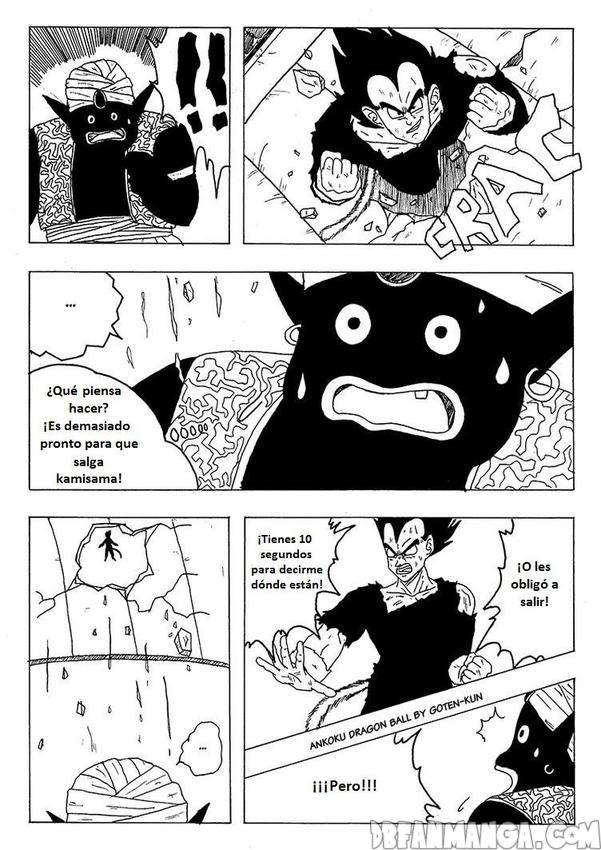 !!
CRAC
...
¿Qué piensa
hacer?
¡Es demasiado
pronto para que
salga
kamisama!
¡Tienes 10
segundos
para decirme
dónde están!
¡O les
obligó a
salir!
...
ANKOKU DRAGON BALL BY GOTEN-KUN
¡¡¡Pero!!!
DBFANMANGA.COM